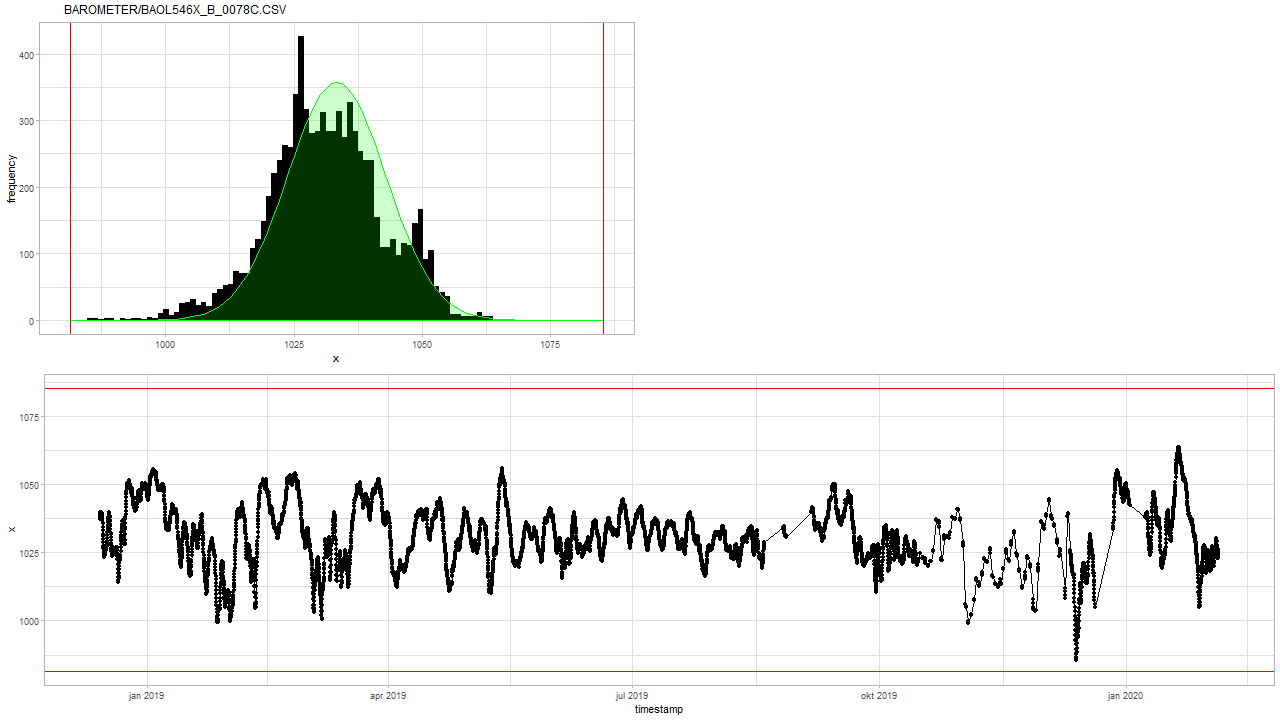 BAROMETER/BAOL546X_B_0078C.CSV
400
300
200
100
0
frequency
1000 1025 1050 1075
x
1075
1050
1025
1000
x
jan 2019 apr 2019 jul 2019 okt 2019 jan 2020
timestamp